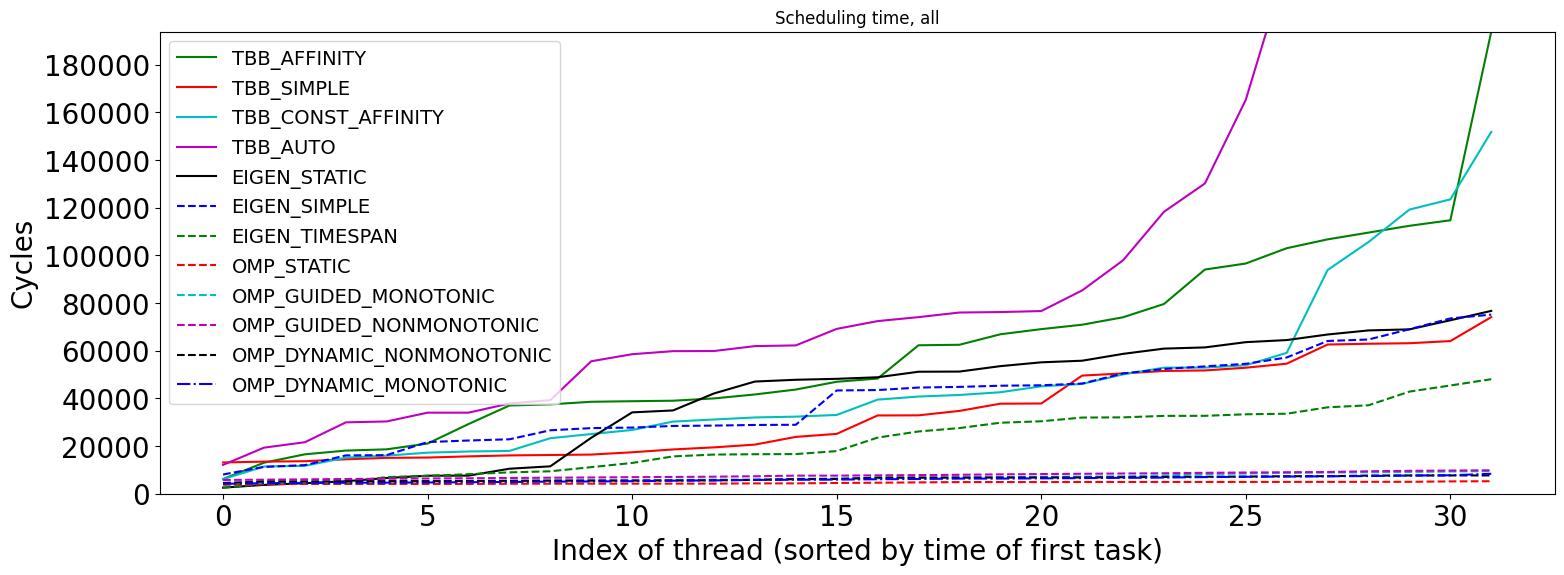 Scheduling time, all
Cycles
180000
160000
140000
120000
100000
80000
60000
40000
20000
0
TBB_AFFINITY
TBB_SIMPLE
TBB_CONST_AFFINITY
TBB_AUTO
EIGEN_STATIC
EIGEN_SIMPLE
EIGEN_TIMESPAN
OMP_STATIC
OMP_GUIDED_MONOTONIC
OMP_GUIDED_NONMONOTONIC
OMP_DYNAMIC_NONMONOTONIC
OMP_DYNAMIC_MONOTONIC
0 5 10 15 20 25 30
Index of thread (sorted by time of first task)